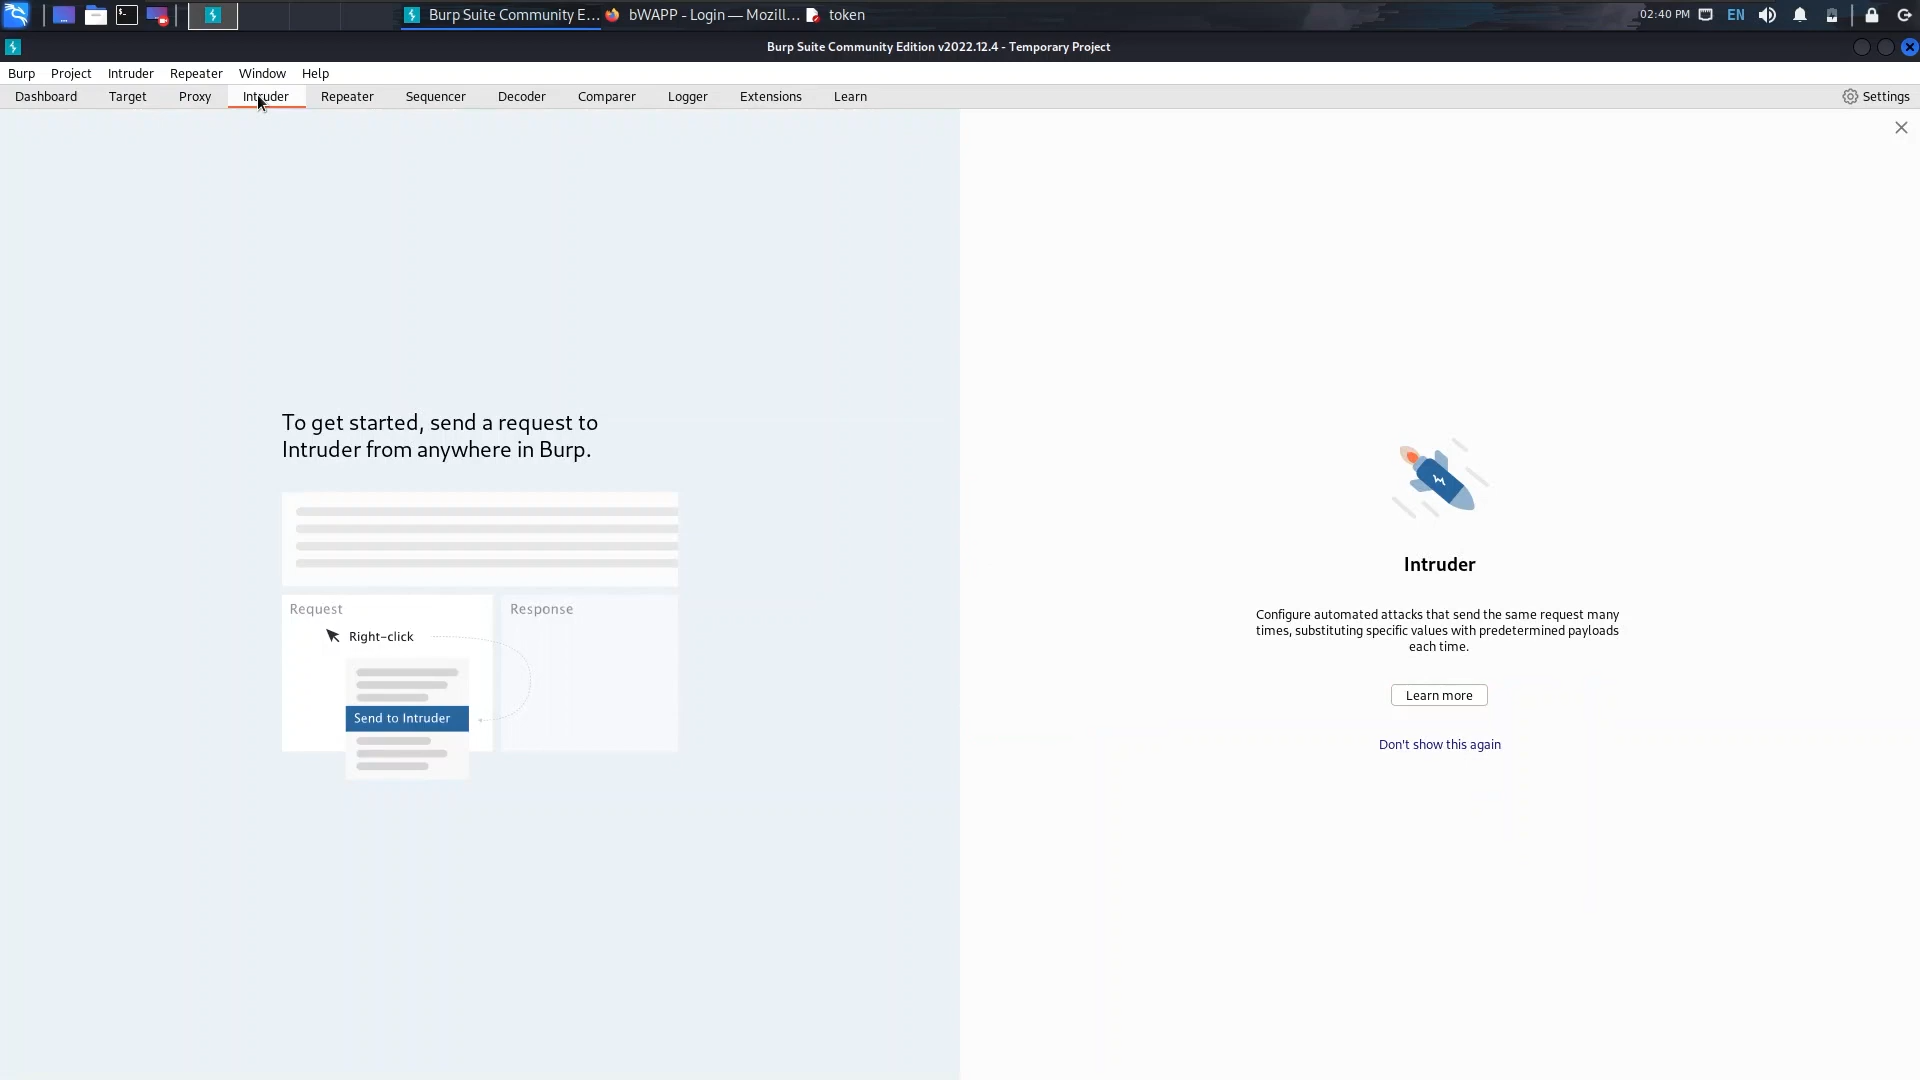 Burp Suite Community E... bWAPP - Login — Mozill... token 02:40 PM EN
Burp Suite Community Edition v2022.12.4 - Temporary Project
Burp Project Intruder Repeater Window Help
Dashboard Target Proxy Intruder Repeater Sequencer Decoder Comparer Logger Extensions Learn Settings
To get started, send a request to
Intruder from anywhere in Burp.
Request Response
Right-click
Send to Intruder
Intruder
Configure automated attacks that send the same request many
times, substituting specific values with predetermined payloads
each time.
Learn more
Don't show this again